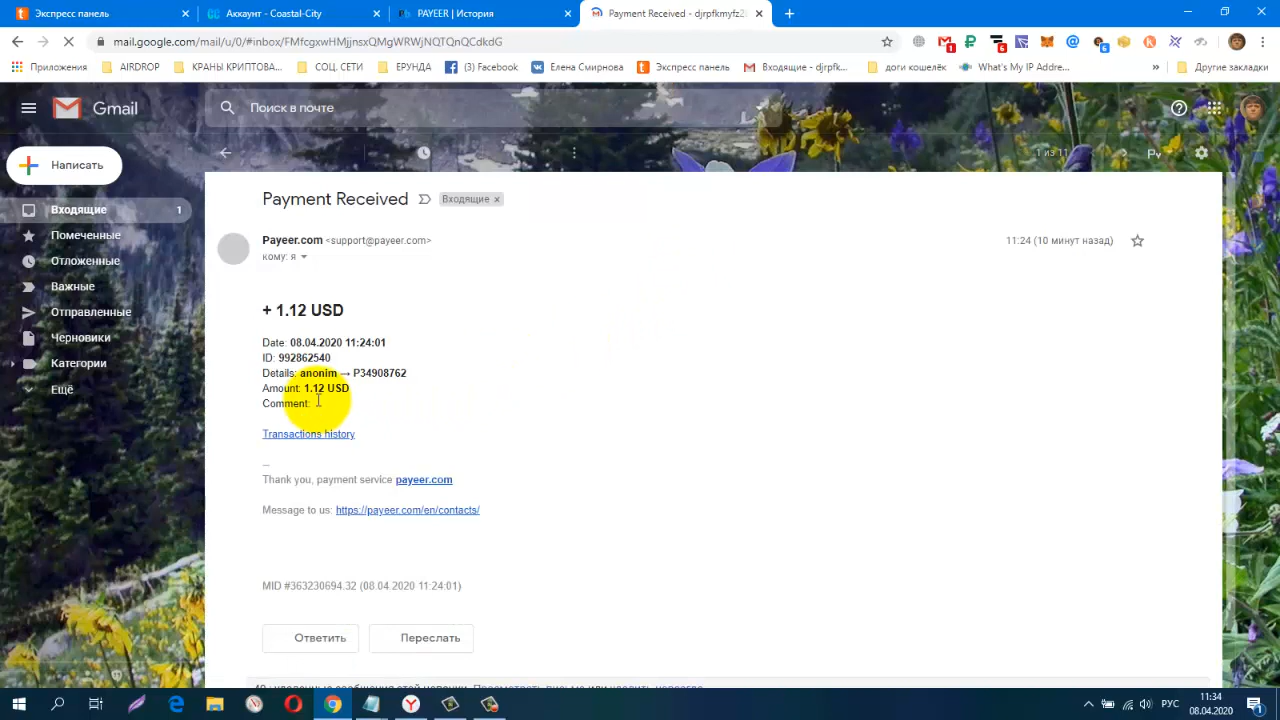 Экспресс панель
Аккаунт - Coastal-City
PAYEER | История
Payment Received - djrpfkmyfz2
mail.google.com/mail/u/0/#inbox/FMfcgxwHMjjnsxQMgWRWjNQTQnQCdkdG
1
6
6
Приложения
AIRDROP
КРАНЫ КРИПТОВА...
СОЦ. СЕТИ
ЕРУНДА
(3) Facebook
Елена Смирнова
Экспресс панель
Входящие - djrpfk...
доги кошелёк
What's My IP Addre...
»
Другие закладки
Gmail
Поиск в почте
Написать
1 из 11
Входящие 1
Помеченные
Отложенные
Важные
Отправленные
Черновики
Категории
Ещё
Payment Received Входящие ×
Payeer.com <support@payeer.com> 11:24 (10 минут назад)
кому: я
+ 1.12 USD
Date: 08.04.2020 11:24:01
ID: 992862540
Details: anonim → P34908762
Amount: 1.12 USD
Comment:
Transactions history
--
Thank you, payment service payeer.com
Message to us: https://payeer.com/en/contacts/
MID #363230694.32 (08.04.2020 11:24:01)
Ответить Переслать
РУС
11:34
08.04.2020
1